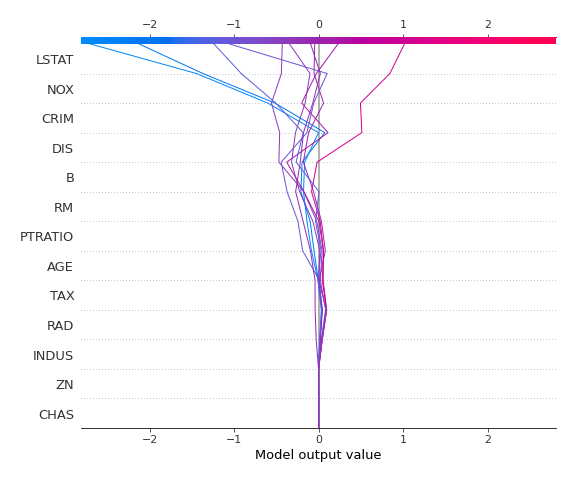 −2 −1 0 1 2
LSTAT
NOX
CRIM
DIS
B
RM
PTRATIO
AGE
TAX
RAD
INDUS
ZN
CHAS
−2 −1 0 1 2
Model output value